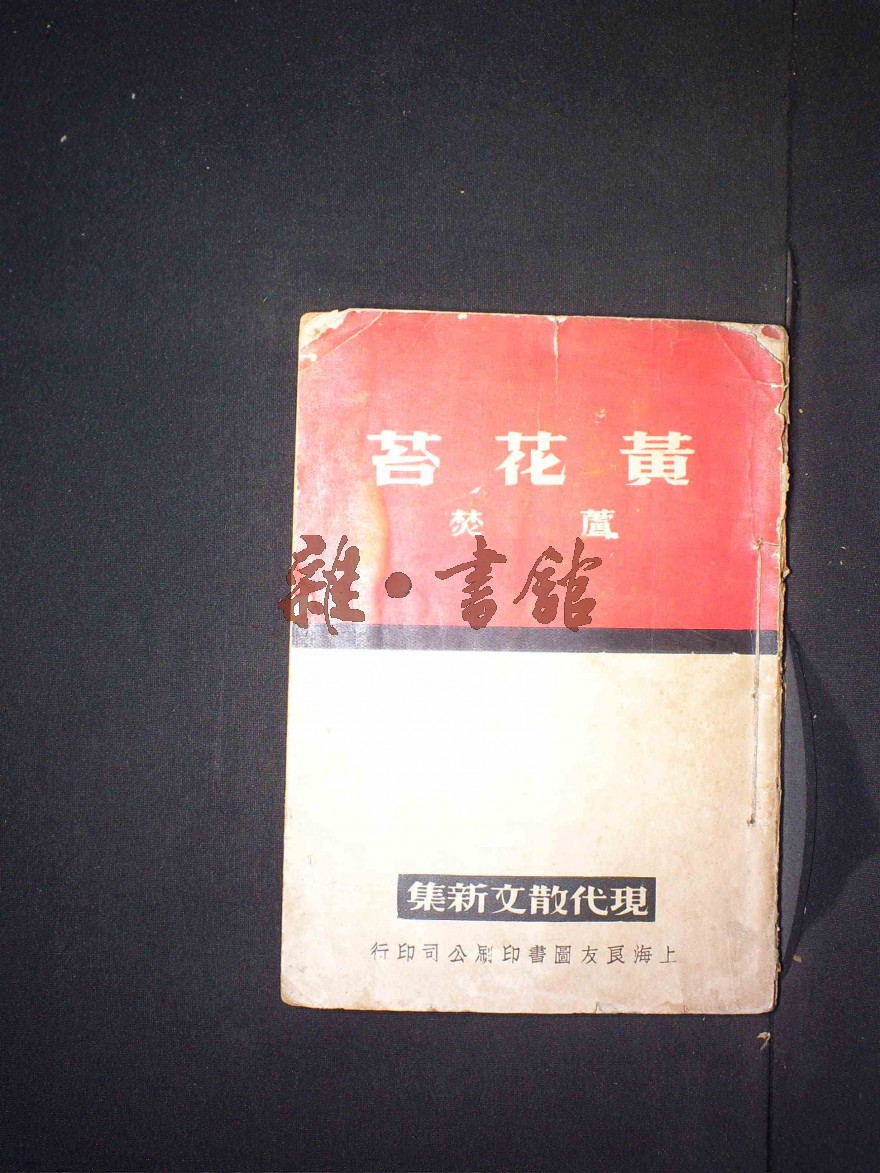 黃花苔
蘆焚
雜·書館
現代散文新集
上海良友圖書印刷公司印行